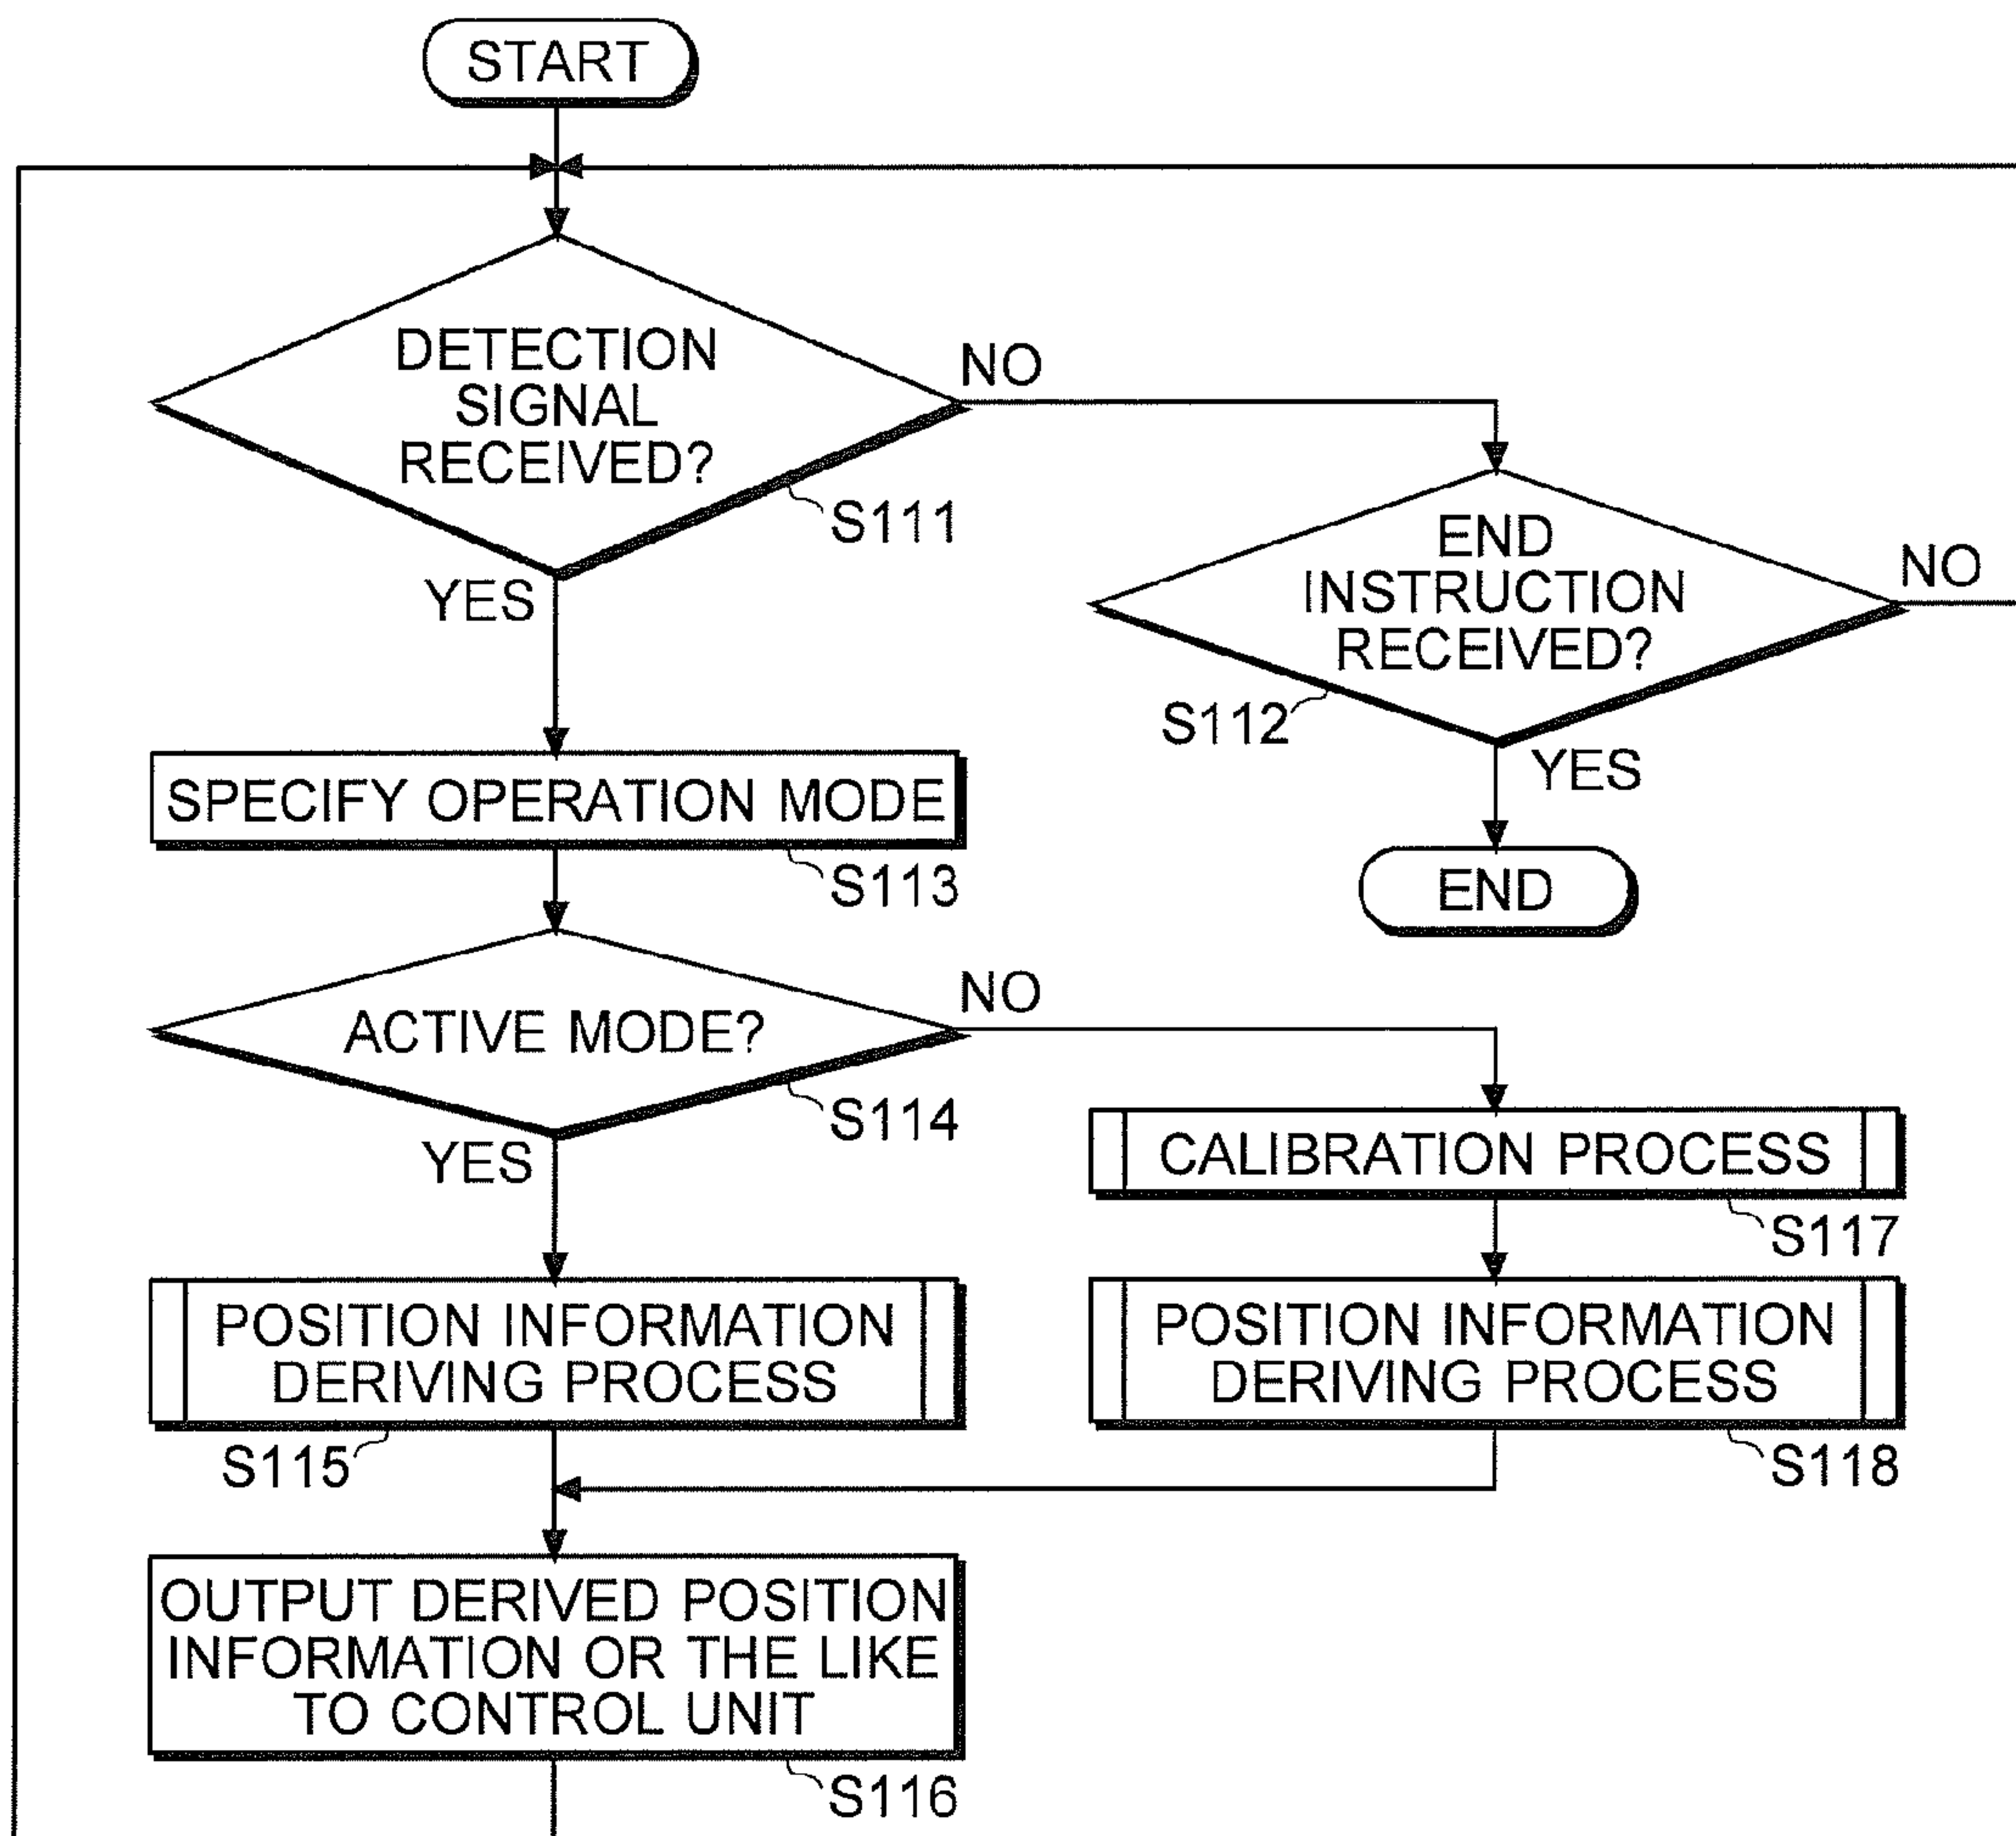 START
DETECTION
SIGNAL
RECEIVED?
NO
S111
YES
END
INSTRUCTION
RECEIVED?
NO
S112
YES
END
SPECIFY OPERATION MODE
S113
ACTIVE MODE?
NO
S114
YES
CALIBRATION PROCESS
S117
POSITION INFORMATION
DERIVING PROCESS
S115
POSITION INFORMATION
DERIVING PROCESS
S118
OUTPUT DERIVED POSITION
INFORMATION OR THE LIKE
TO CONTROL UNIT
S116